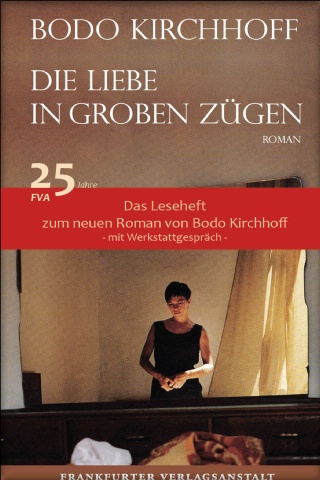 BODO KIRCHHOFF
DIE LIEBE
IN GROBEN ZÜGEN
ROMAN
25 Jahre
FVA
Das Leseheft
zum neuen Roman von Bodo Kirchhoff
- mit Werkstattgespräch -
FRANKFURTER VERLAGSANSTALT